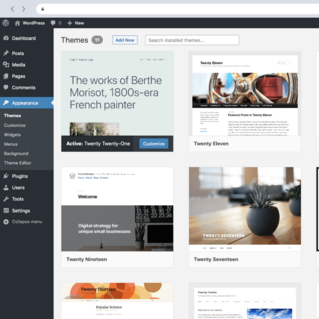 WordPress
0
New
Dashboard
Posts
Media
Pages
Comments
Appearance
Themes
Customize
Widgets
Menus
Background
Theme Editor
Plugins
Users
Tools
Settings
Collapse menu
Themes 11 Add New Search installed themes...
The works of Berthe
Morisot, 1800s-era
French painter
Active: Twenty Twenty-One Customize
Twenty Eleven
Twenty Eleven
Welcome
Digital strategy for
unique small businesses
Twenty Nineteen
TWENTY SEVENTEEN
Twenty Seventeen
Twenty Thirteen
Popular Science